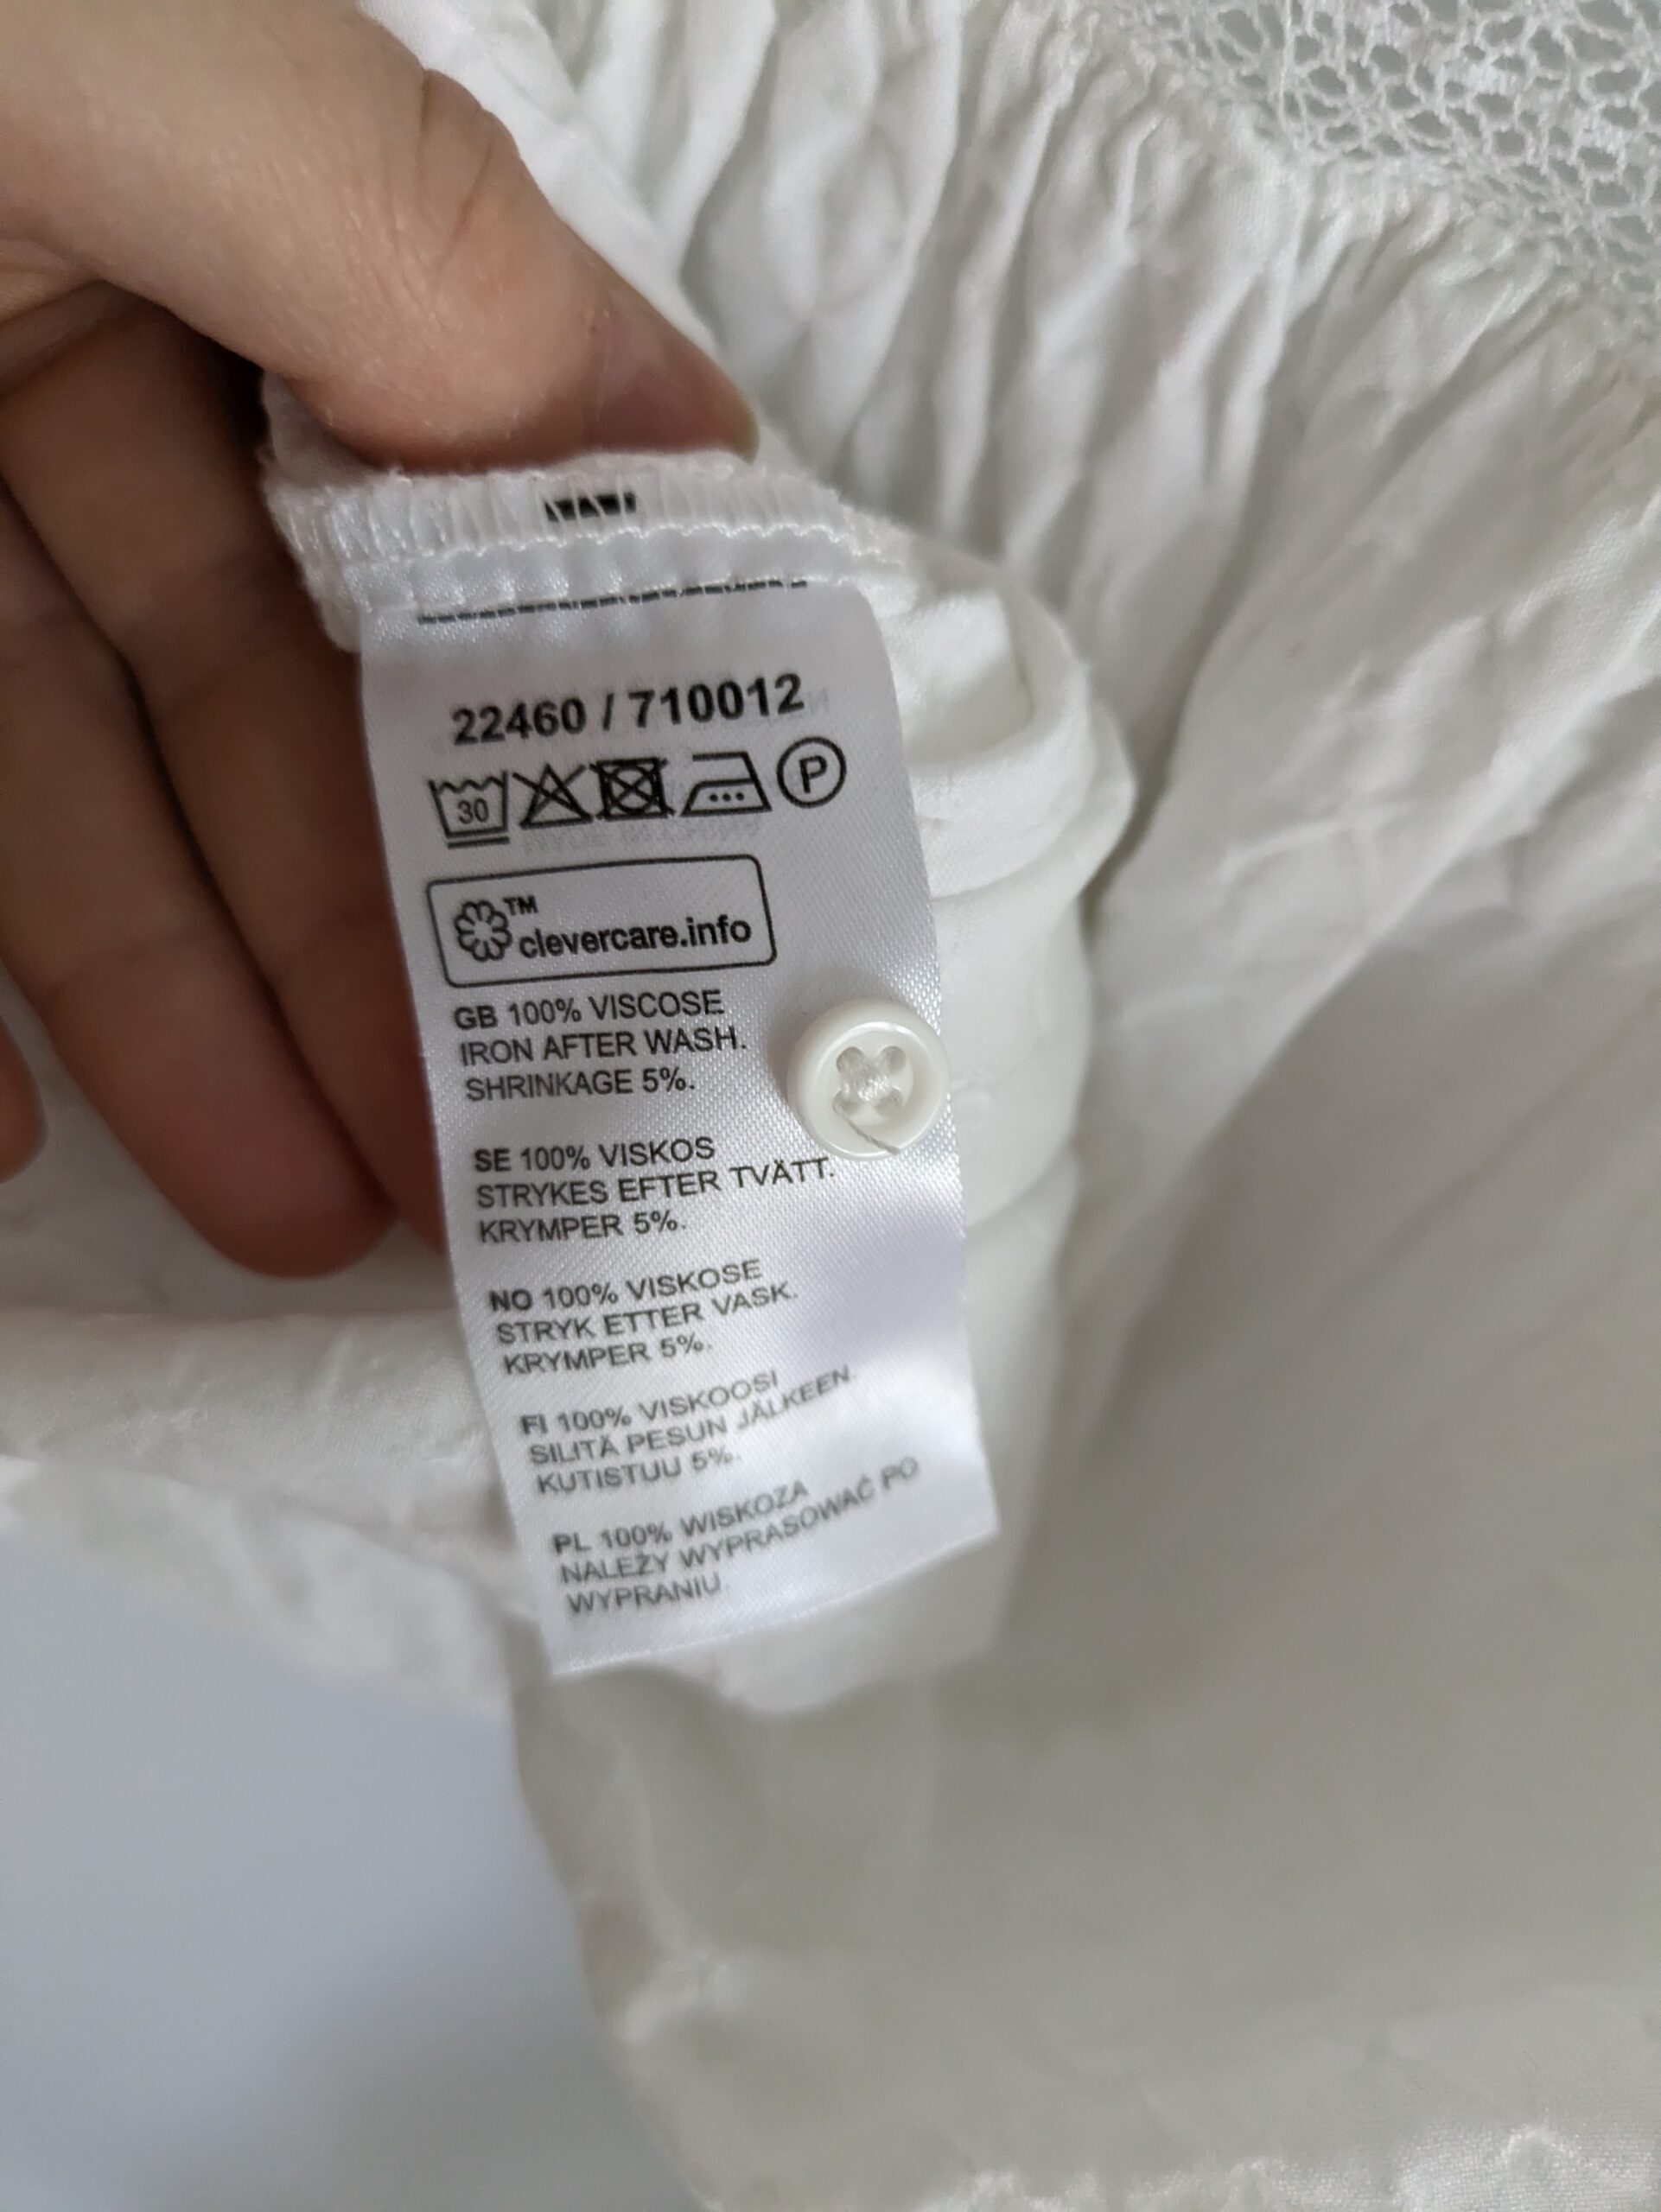 22460 / 710012
30 P
TM
clevercare.info
GB 100% VISCOSE
IRON AFTER WASH.
SHRINKAGE 5%.
SE 100% VISKOS
STRYKES EFTER TVÄTT.
KRYMPER 5%.
NO 100% VISKOSE
STRYK ETTER VASK.
KRYMPER 5%.
FI 100% VISKOOSI
SILITÄ PESUN JÄLKEEN.
KUTISTUU 5%.
PL 100% WISKOZA
NALEŻY WYPRASOWAĆ PO
WYPRANIU.